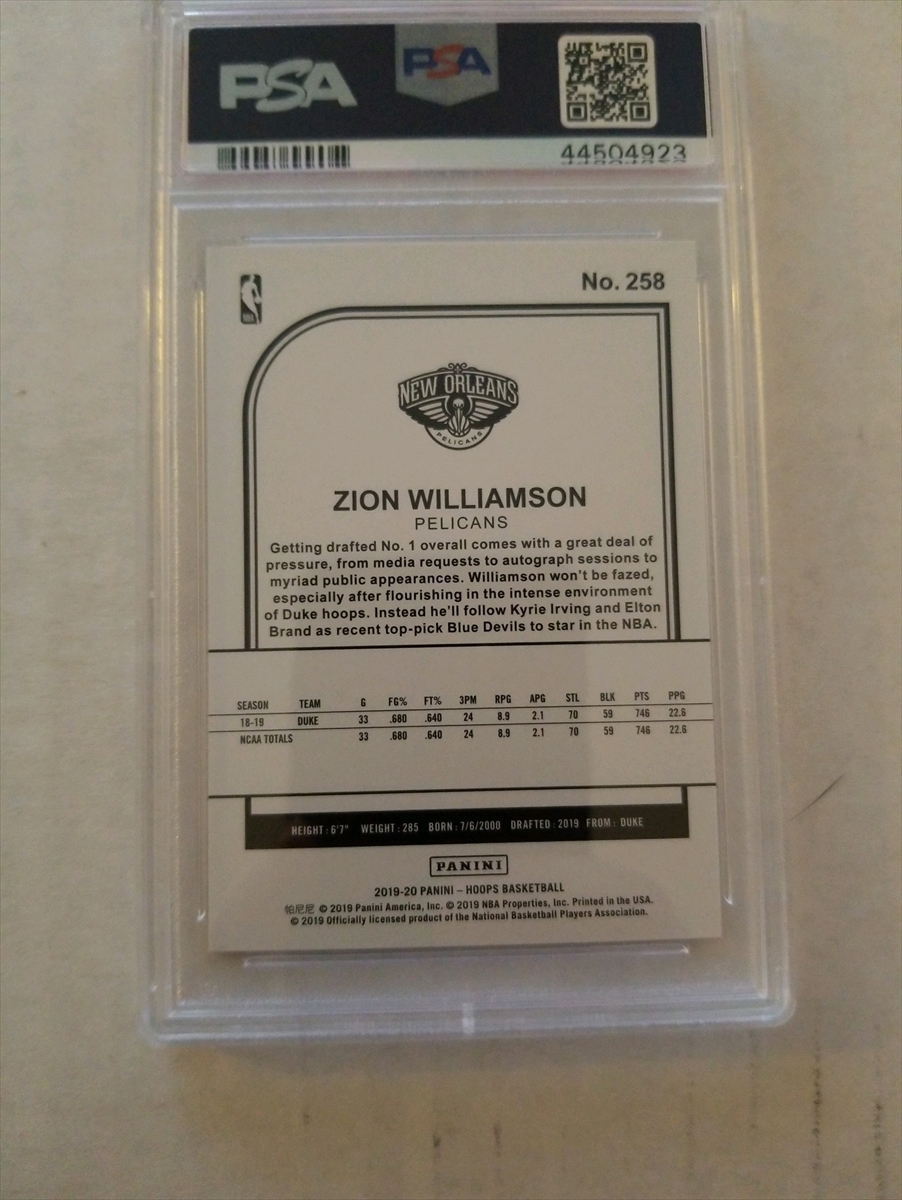 PSA PSA
44504923
No. 258
NEW ORLEANS
PELICANS
ZION WILLIAMSON
PELICANS
Getting drafted No. 1 overall comes with a great deal of
pressure, from media requests to autograph sessions to
myriad public appearances. Williamson won't be fazed,
especially after flourishing in the intense environment
of Duke hoops. Instead he'll follow Kyrie Irving and Elton
Brand as recent top-pick Blue Devils to star in the NBA.
SEASON TEAM G FG% FT% 3PM RPG APG STL BLK PTS PPG
18-19 DUKE 33 .680 .640 24 8.9 2.1 70 59 746 22.6
NCAA TOTALS 33 .680 .640 24 8.9 2.1 70 59 746 22.6
HEIGHT: 6'7" WEIGHT: 285 BORN: 7/6/2000 DRAFTED: 2019 FROM: DUKE
PANINI
2019-20 PANINI – HOOPS BASKETBALL
帕尼尼 © 2019 Panini America, Inc. © 2019 NBA Properties, Inc. Printed in the USA.
© 2019 Officially licensed product of the National Basketball Players Association.